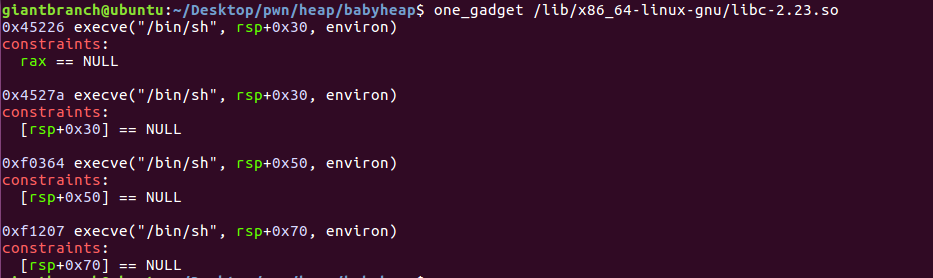 giantbranch@ubuntu:~/Desktop/pwn/heap/babyheap$ one_gadget /lib/x86_64-linux-gnu/libc-2.23.so
0x45226 execve("/bin/sh", rsp+0x30, environ)
constraints:
  rax == NULL

0x4527a execve("/bin/sh", rsp+0x30, environ)
constraints:
  [rsp+0x30] == NULL

0xf0364 execve("/bin/sh", rsp+0x50, environ)
constraints:
  [rsp+0x50] == NULL

0xf1207 execve("/bin/sh", rsp+0x70, environ)
constraints:
  [rsp+0x70] == NULL